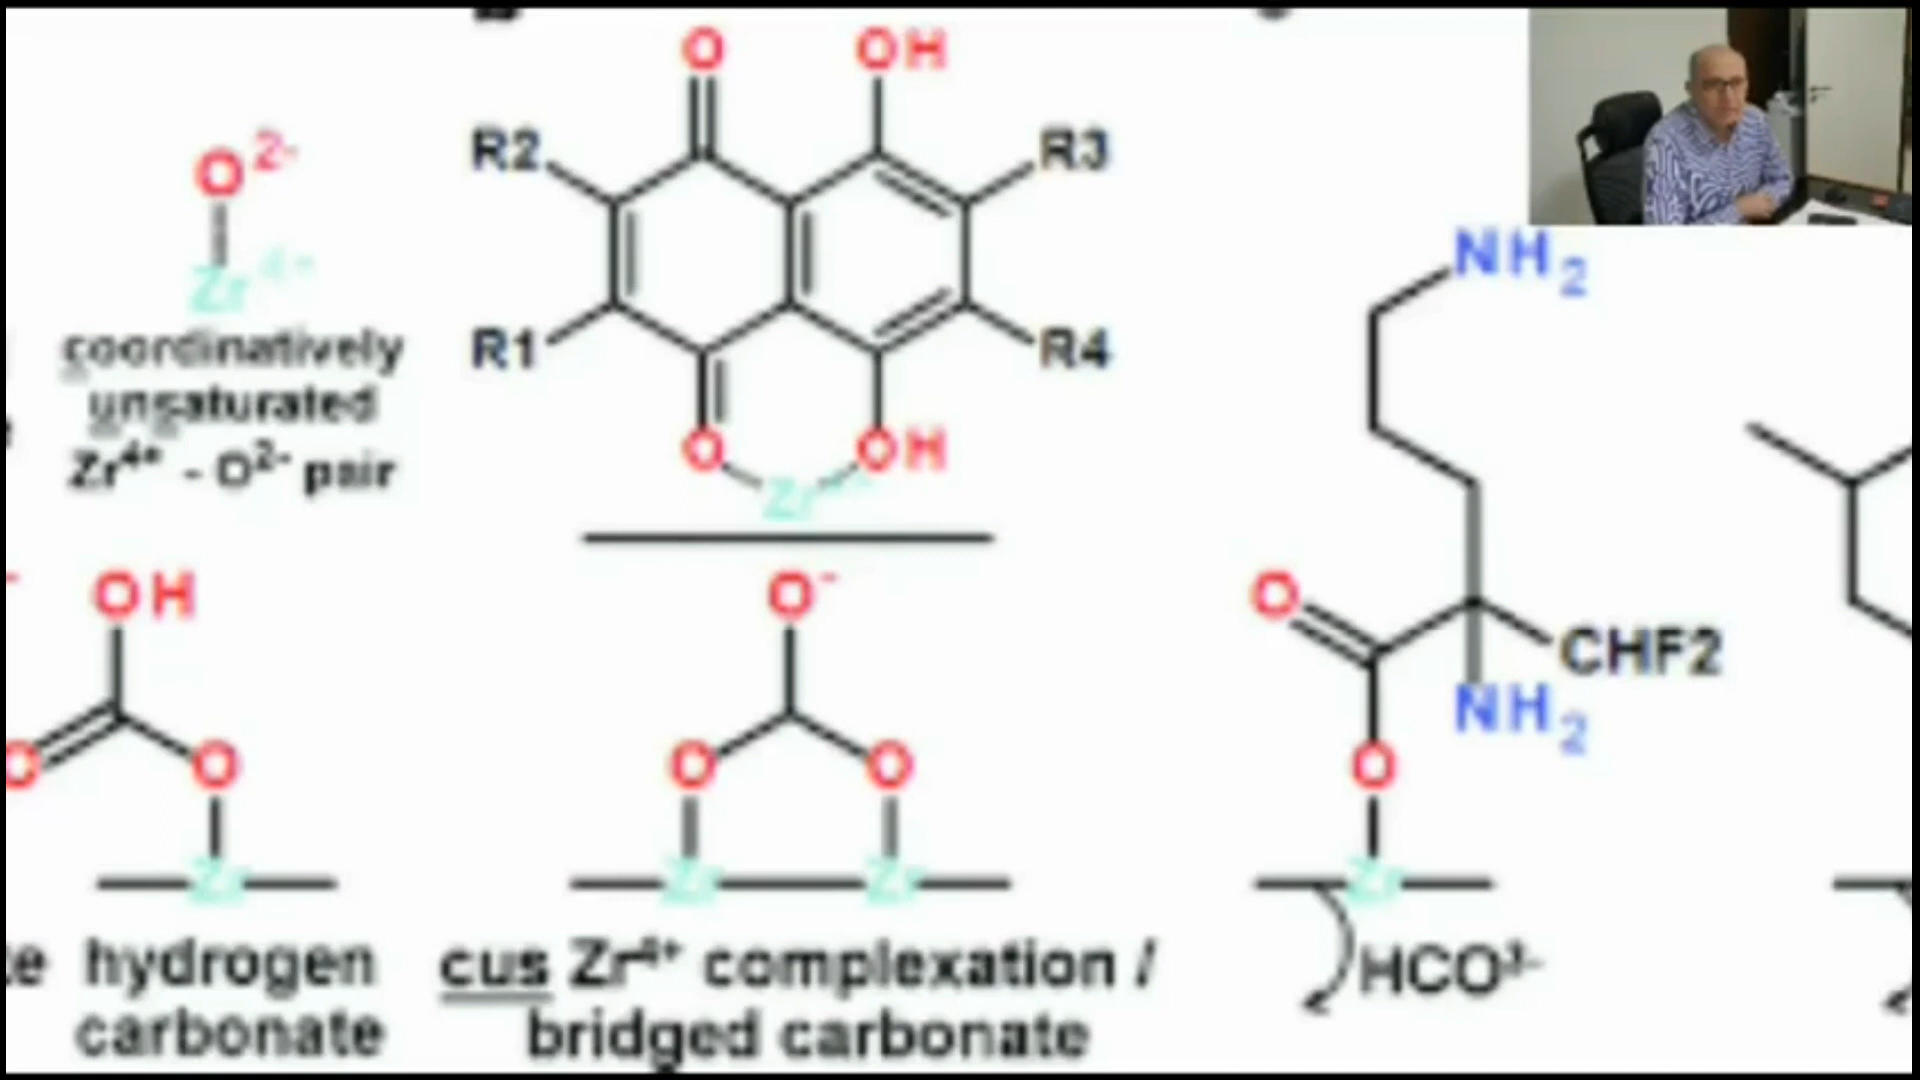 O OH
R2 R3
O2-
Zr4+
NH2
coordinatively
unsaturated
Zr4+ - O2- pair
R1 R4
O OH
Zr
OH
O-
O
CHF2
NH2
O O
O O
O
Zr
Zr Zr
Zr
HCO3-
hydrogen
carbonate
cus Zr4+ complexation /
bridged carbonate